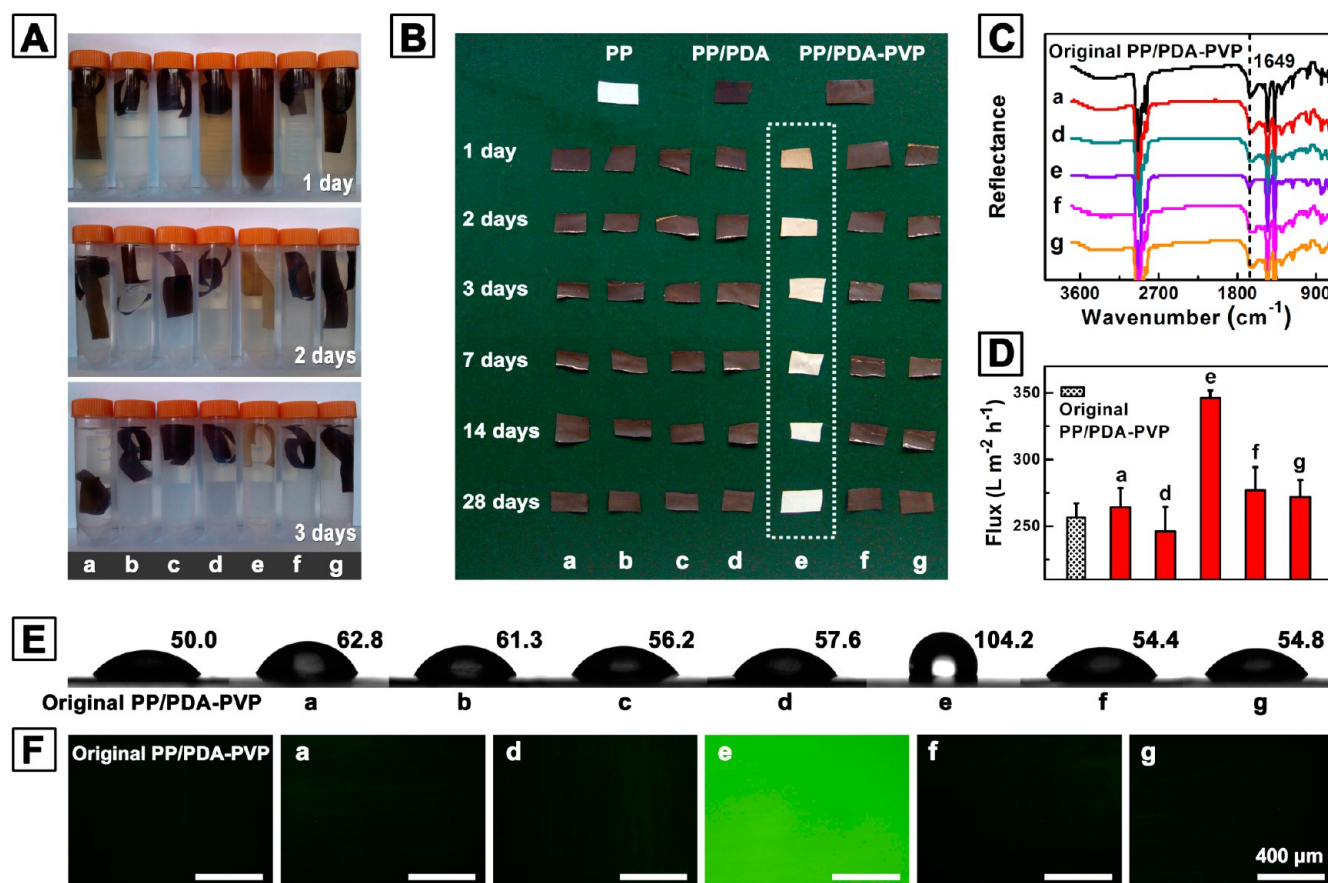 A
1 day
2 days
3 days
a b c d e f g
B
PP PP/PDA PP/PDA-PVP
1 day
2 days
3 days
7 days
14 days
28 days
a b c d e f g
C
Original PP/PDA-PVP 1649
a
d
e
f
g
Reflectance
3600 2700 1800 900
Wavenumber (cm⁻¹)
D
350
300
250
Flux (L m⁻² h⁻¹)
Original
PP/PDA-PVP
a d e f g
E
50.0 62.8 61.3 56.2 57.6 104.2 54.4 54.8
Original PP/PDA-PVP a b c d e f g
F
Original PP/PDA-PVP a d e f g
400 µm